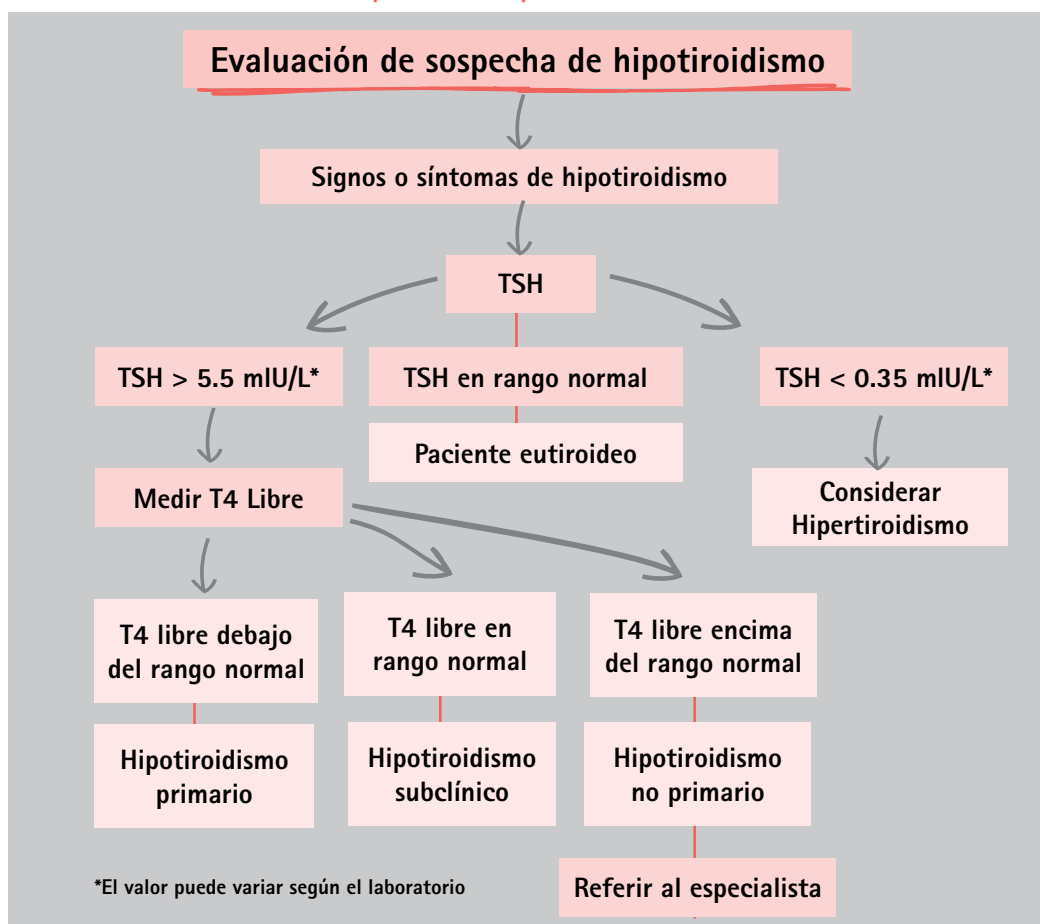 Evaluación de sospecha de hipotiroidismo
Signos o síntomas de hipotiroidismo
TSH
TSH > 5.5 mIU/L*
TSH en rango normal
TSH < 0.35 mIU/L*
Paciente eutiroideo
Medir T4 Libre
Considerar
Hipertiroidismo
T4 libre debajo
del rango normal
T4 libre en
rango normal
T4 libre encima
del rango normal
Hipotiroidismo
primario
Hipotiroidismo
subclínico
Hipotiroidismo
no primario
*El valor puede variar según el laboratorio
Referir al especialista